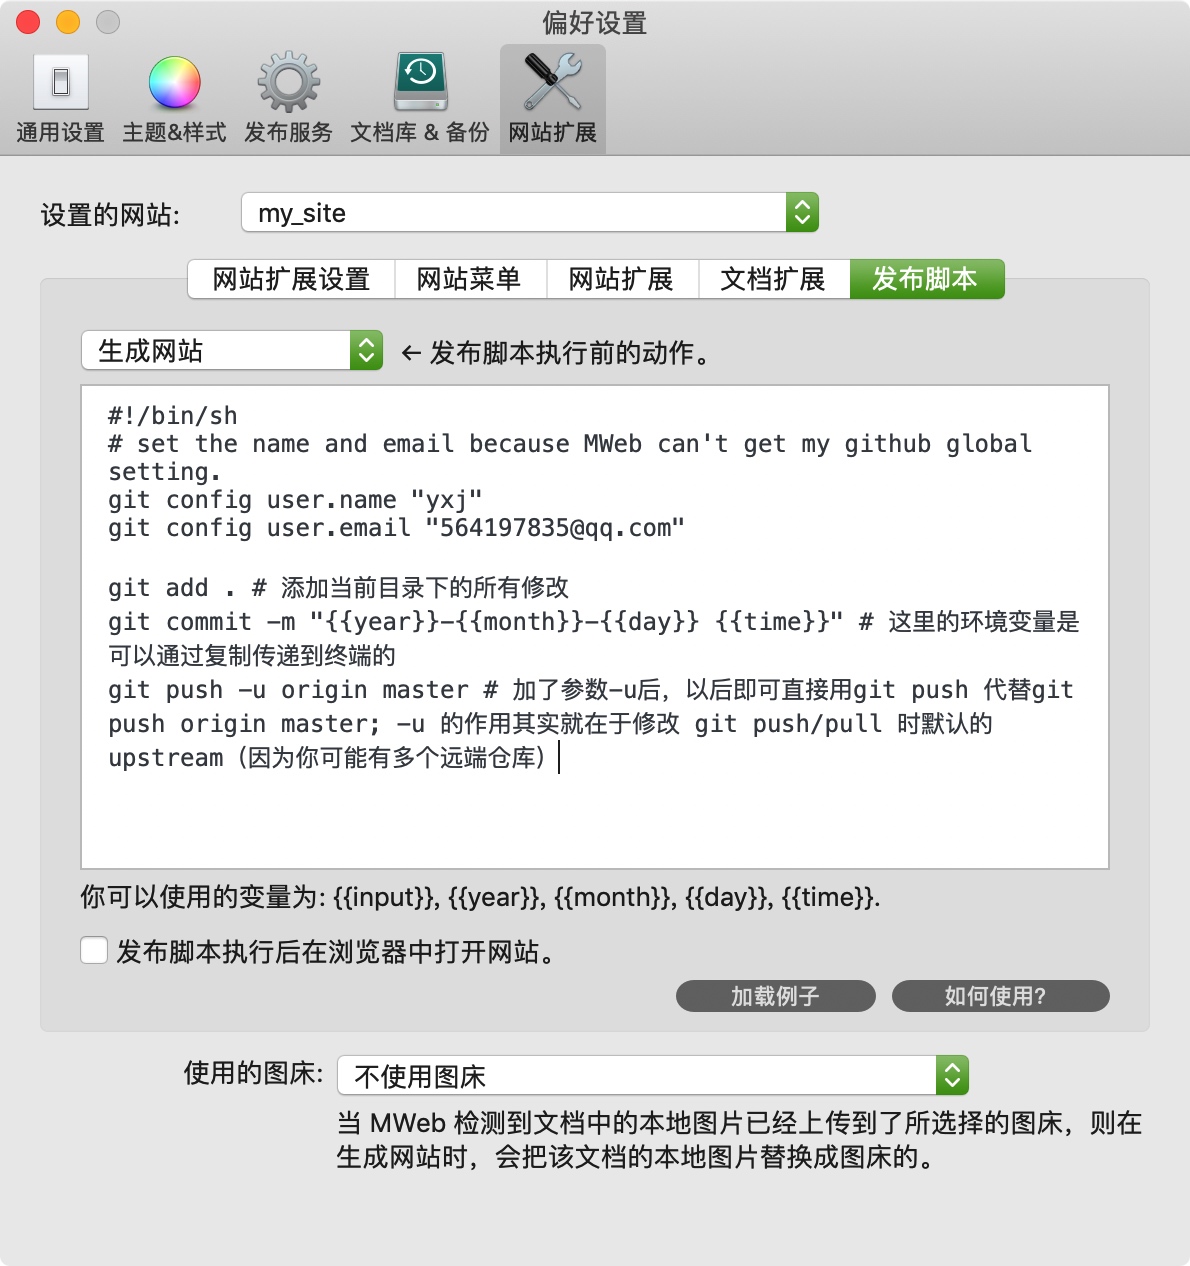 偏好设置
通用设置 主题&样式 发布服务 文档库 & 备份 网站扩展
设置的网站: my_site
网站扩展设置 网站菜单 网站扩展 文档扩展 发布脚本
生成网站 ← 发布脚本执行前的动作。
#!/bin/sh
# set the name and email because MWeb can't get my github global
setting.
git config user.name "yxj"
git config user.email "564197835@qq.com"
git add . # 添加当前目录下的所有修改
git commit -m "{{year}}-{{month}}-{{day}} {{time}}" # 这里的环境变量是
可以通过复制传递到终端的
git push -u origin master # 加了参数-u后，以后即可直接用git push 代替git
push origin master; -u 的作用其实就在于修改 git push/pull 时默认的
upstream（因为你可能有多个远端仓库）
你可以使用的变量为: {{input}}, {{year}}, {{month}}, {{day}}, {{time}}.
发布脚本执行后在浏览器中打开网站。
加载例子 如何使用?
使用的图床: 不使用图床
当 MWeb 检测到文档中的本地图片已经上传到了所选择的图床，则在
生成网站时，会把该文档的本地图片替换成图床的。